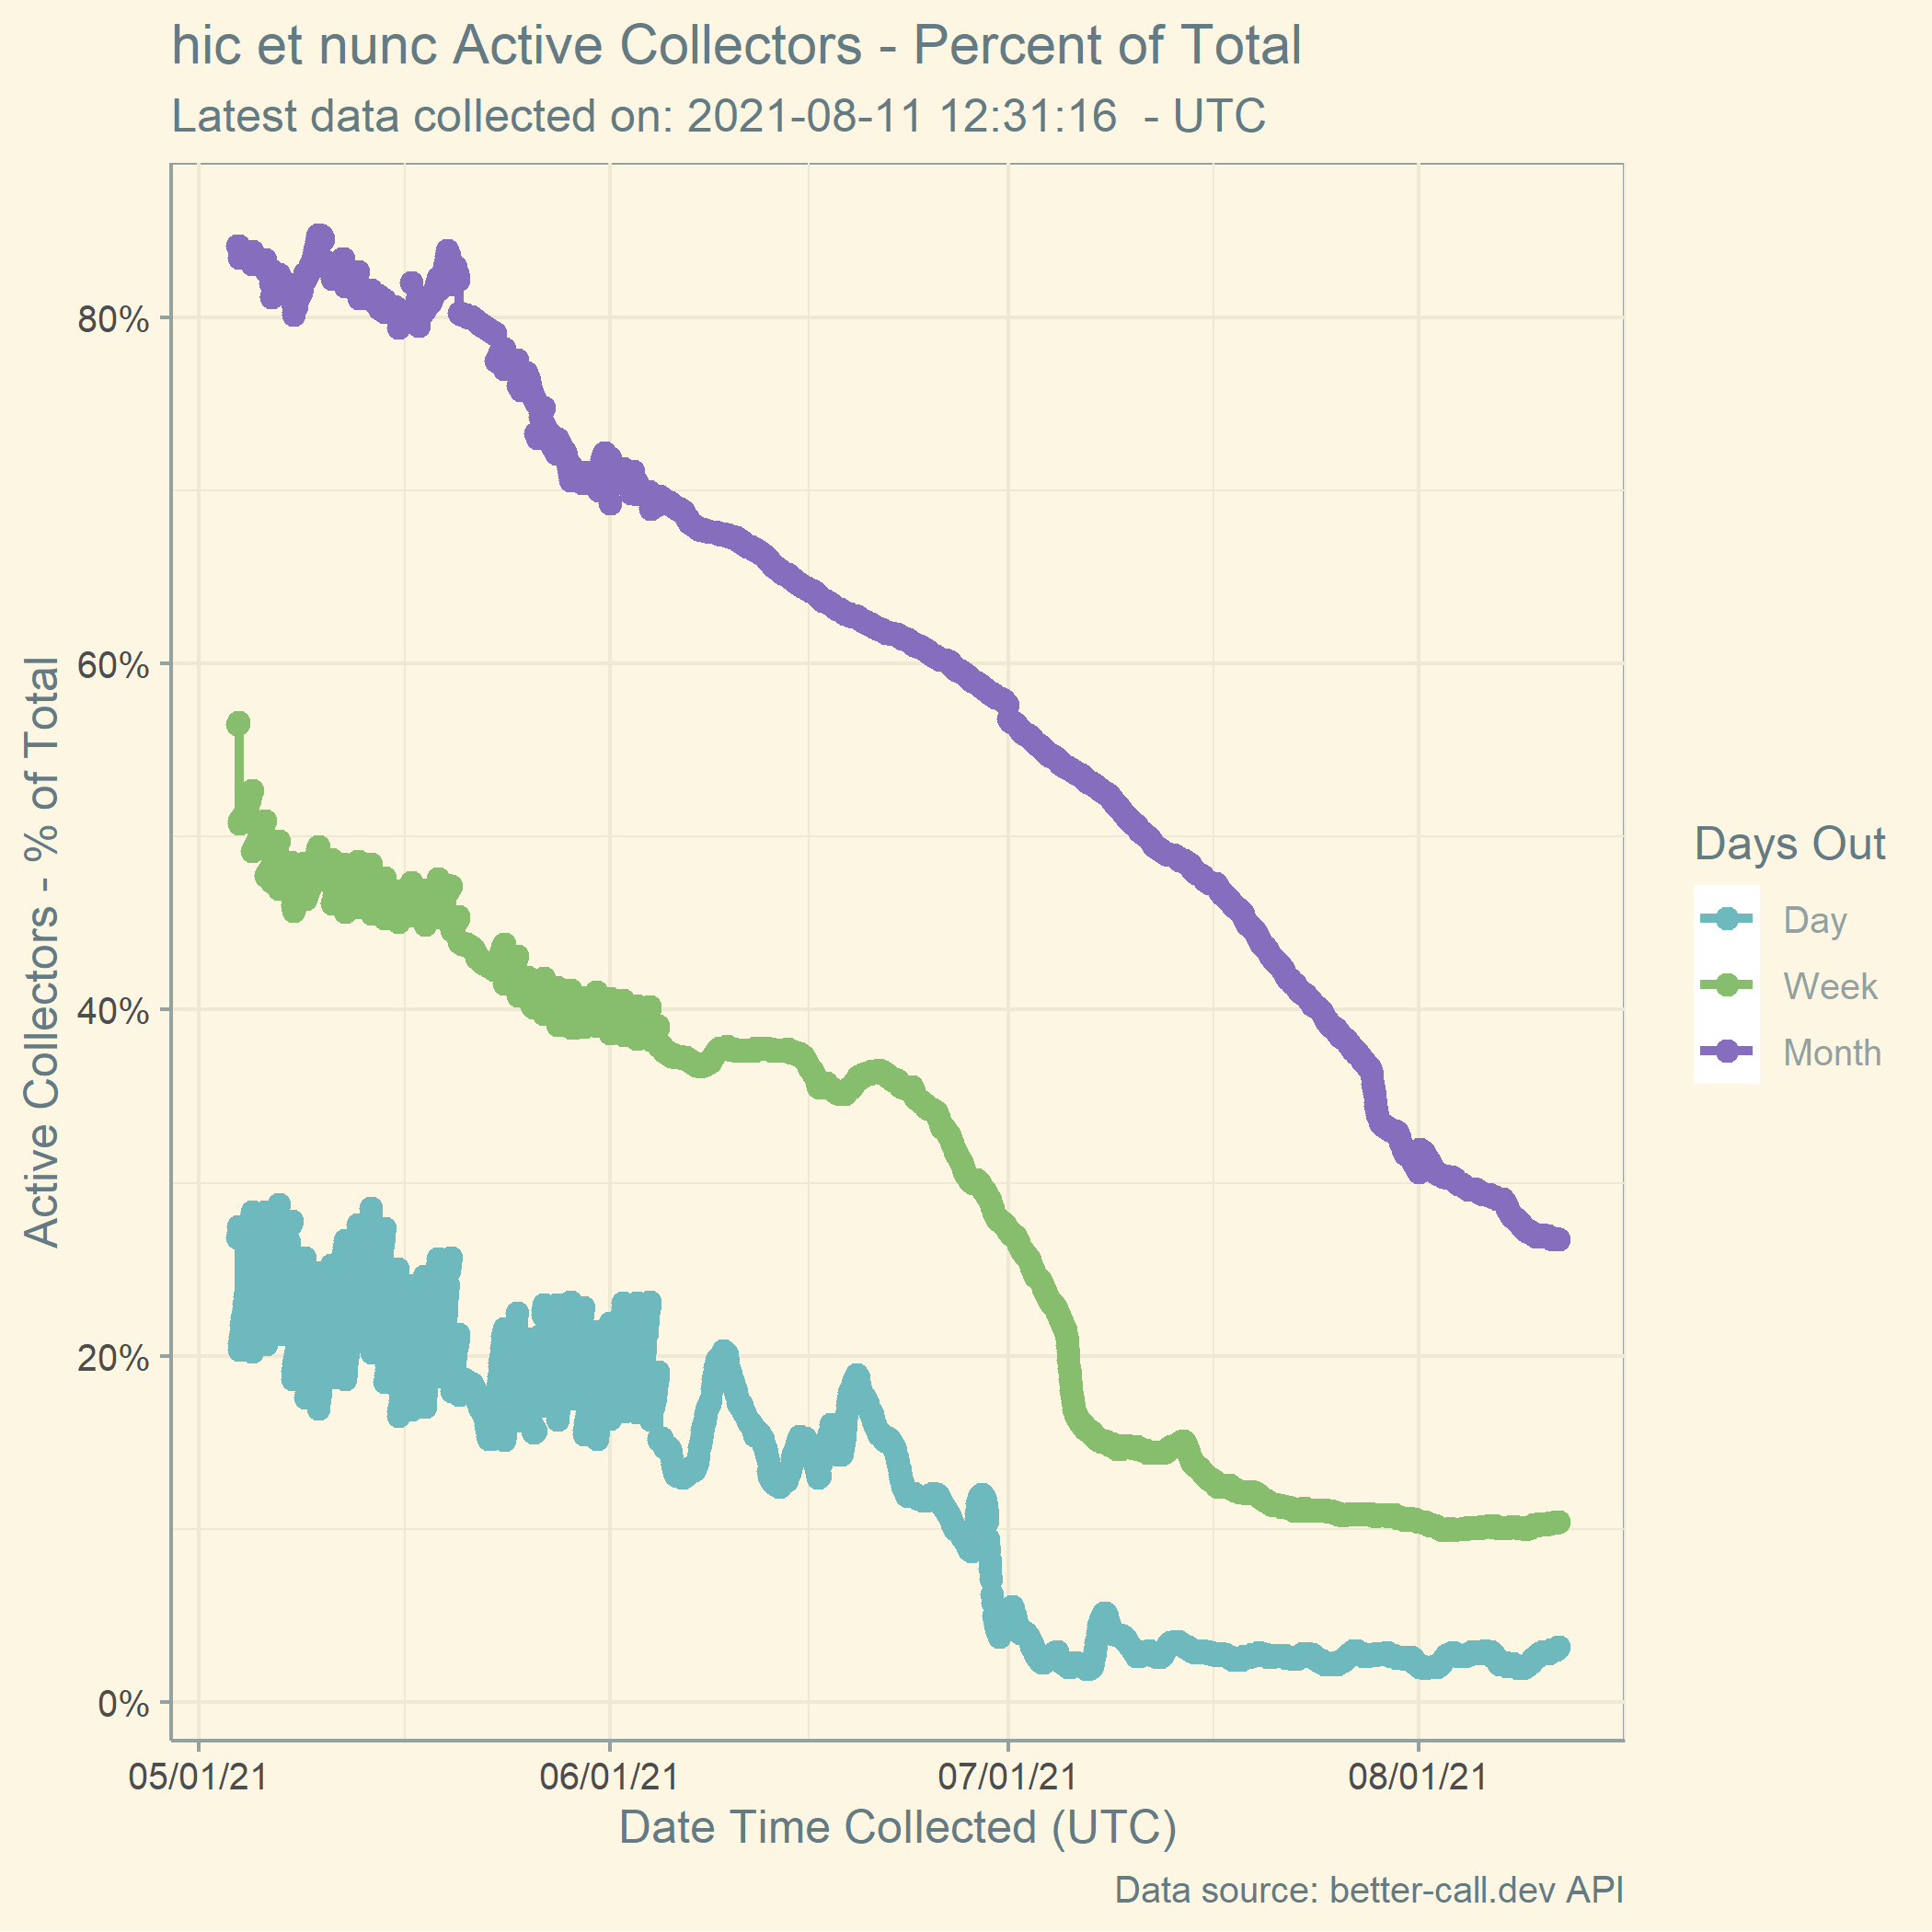 hic et nunc Active Collectors - Percent of Total
Latest data collected on: 2021-08-11 12:31:16  - UTC
Active Collectors - % of Total
80%
60%
40%
20%
0%
05/01/21
06/01/21
07/01/21
08/01/21
Date Time Collected (UTC)
Days Out
Day
Week
Month
Data source: better-call.dev API